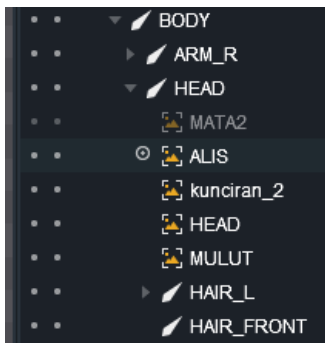 BODY
ARM_R
HEAD
MATA2
ALIS
kunciran_2
HEAD
MULUT
HAIR_L
HAIR_FRONT